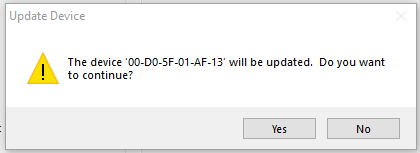 Update Device
The device '00-D0-5F-01-AF-13' will be updated.  Do you want
to continue?
Yes
No